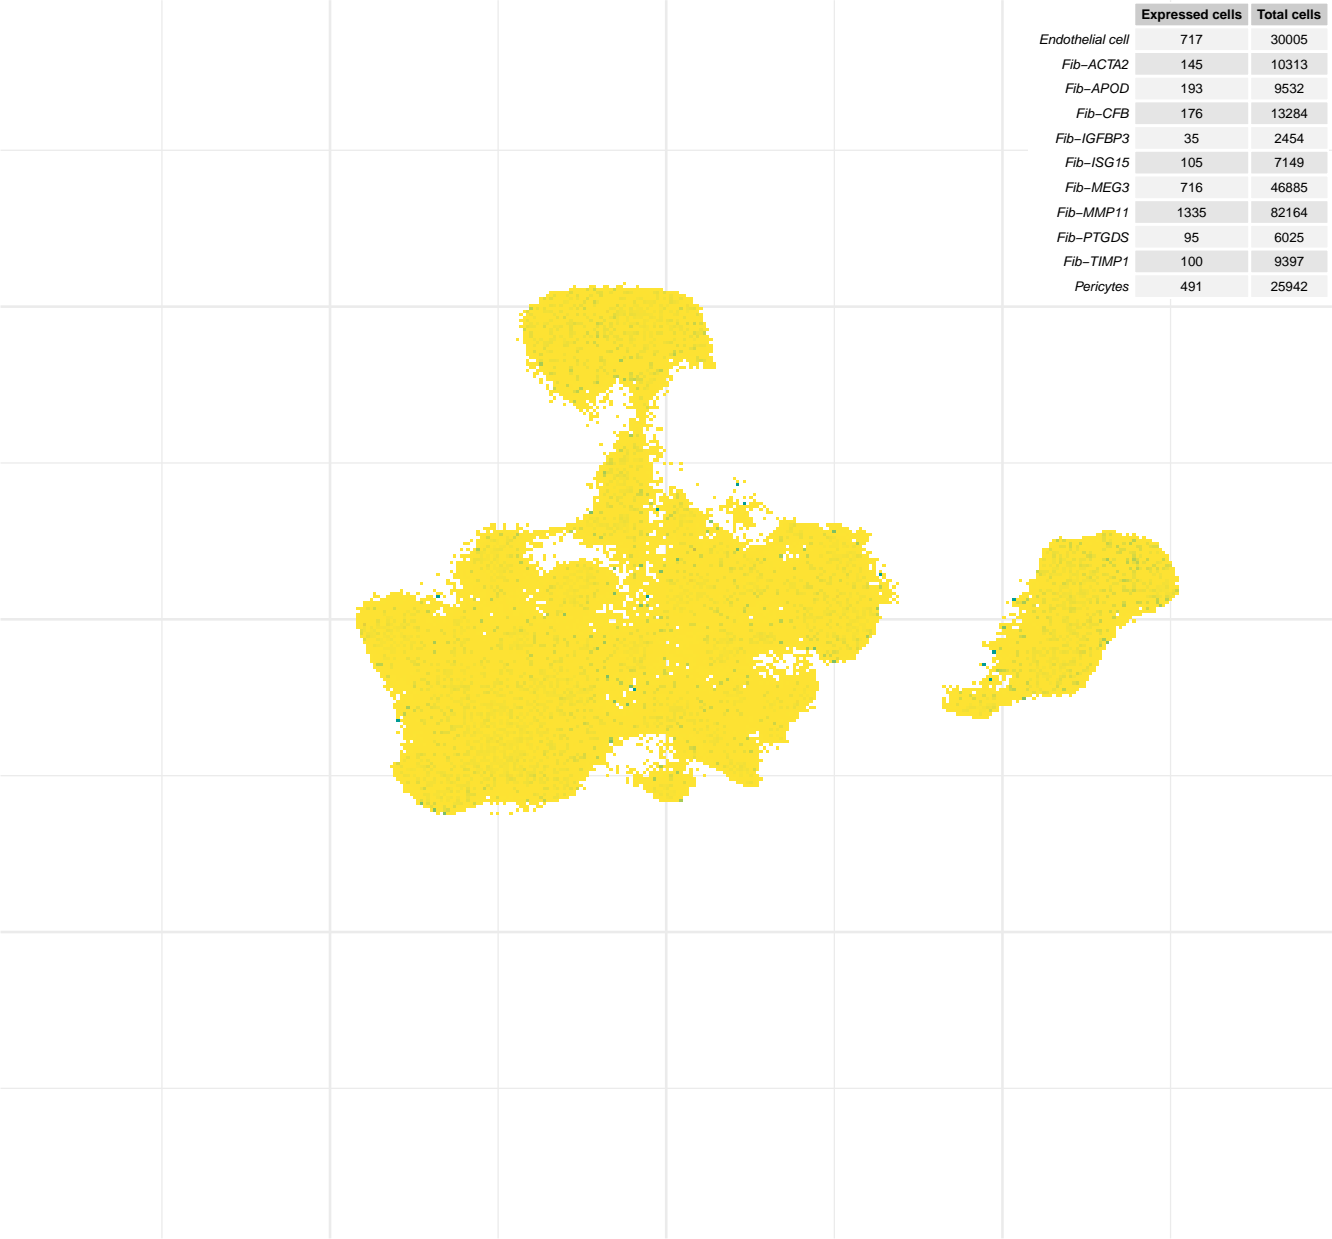 Expressed cells Total cells
Endothelial cell 717 30005
Fib−ACTA2 145 10313
Fib−APOD 193 9532
Fib−CFB 176 13284
Fib−IGFBP3 35 2454
Fib−ISG15 105 7149
Fib−MEG3 716 46885
Fib−MMP11 1335 82164
Fib−PTGDS 95 6025
Fib−TIMP1 100 9397
Pericytes 491 25942